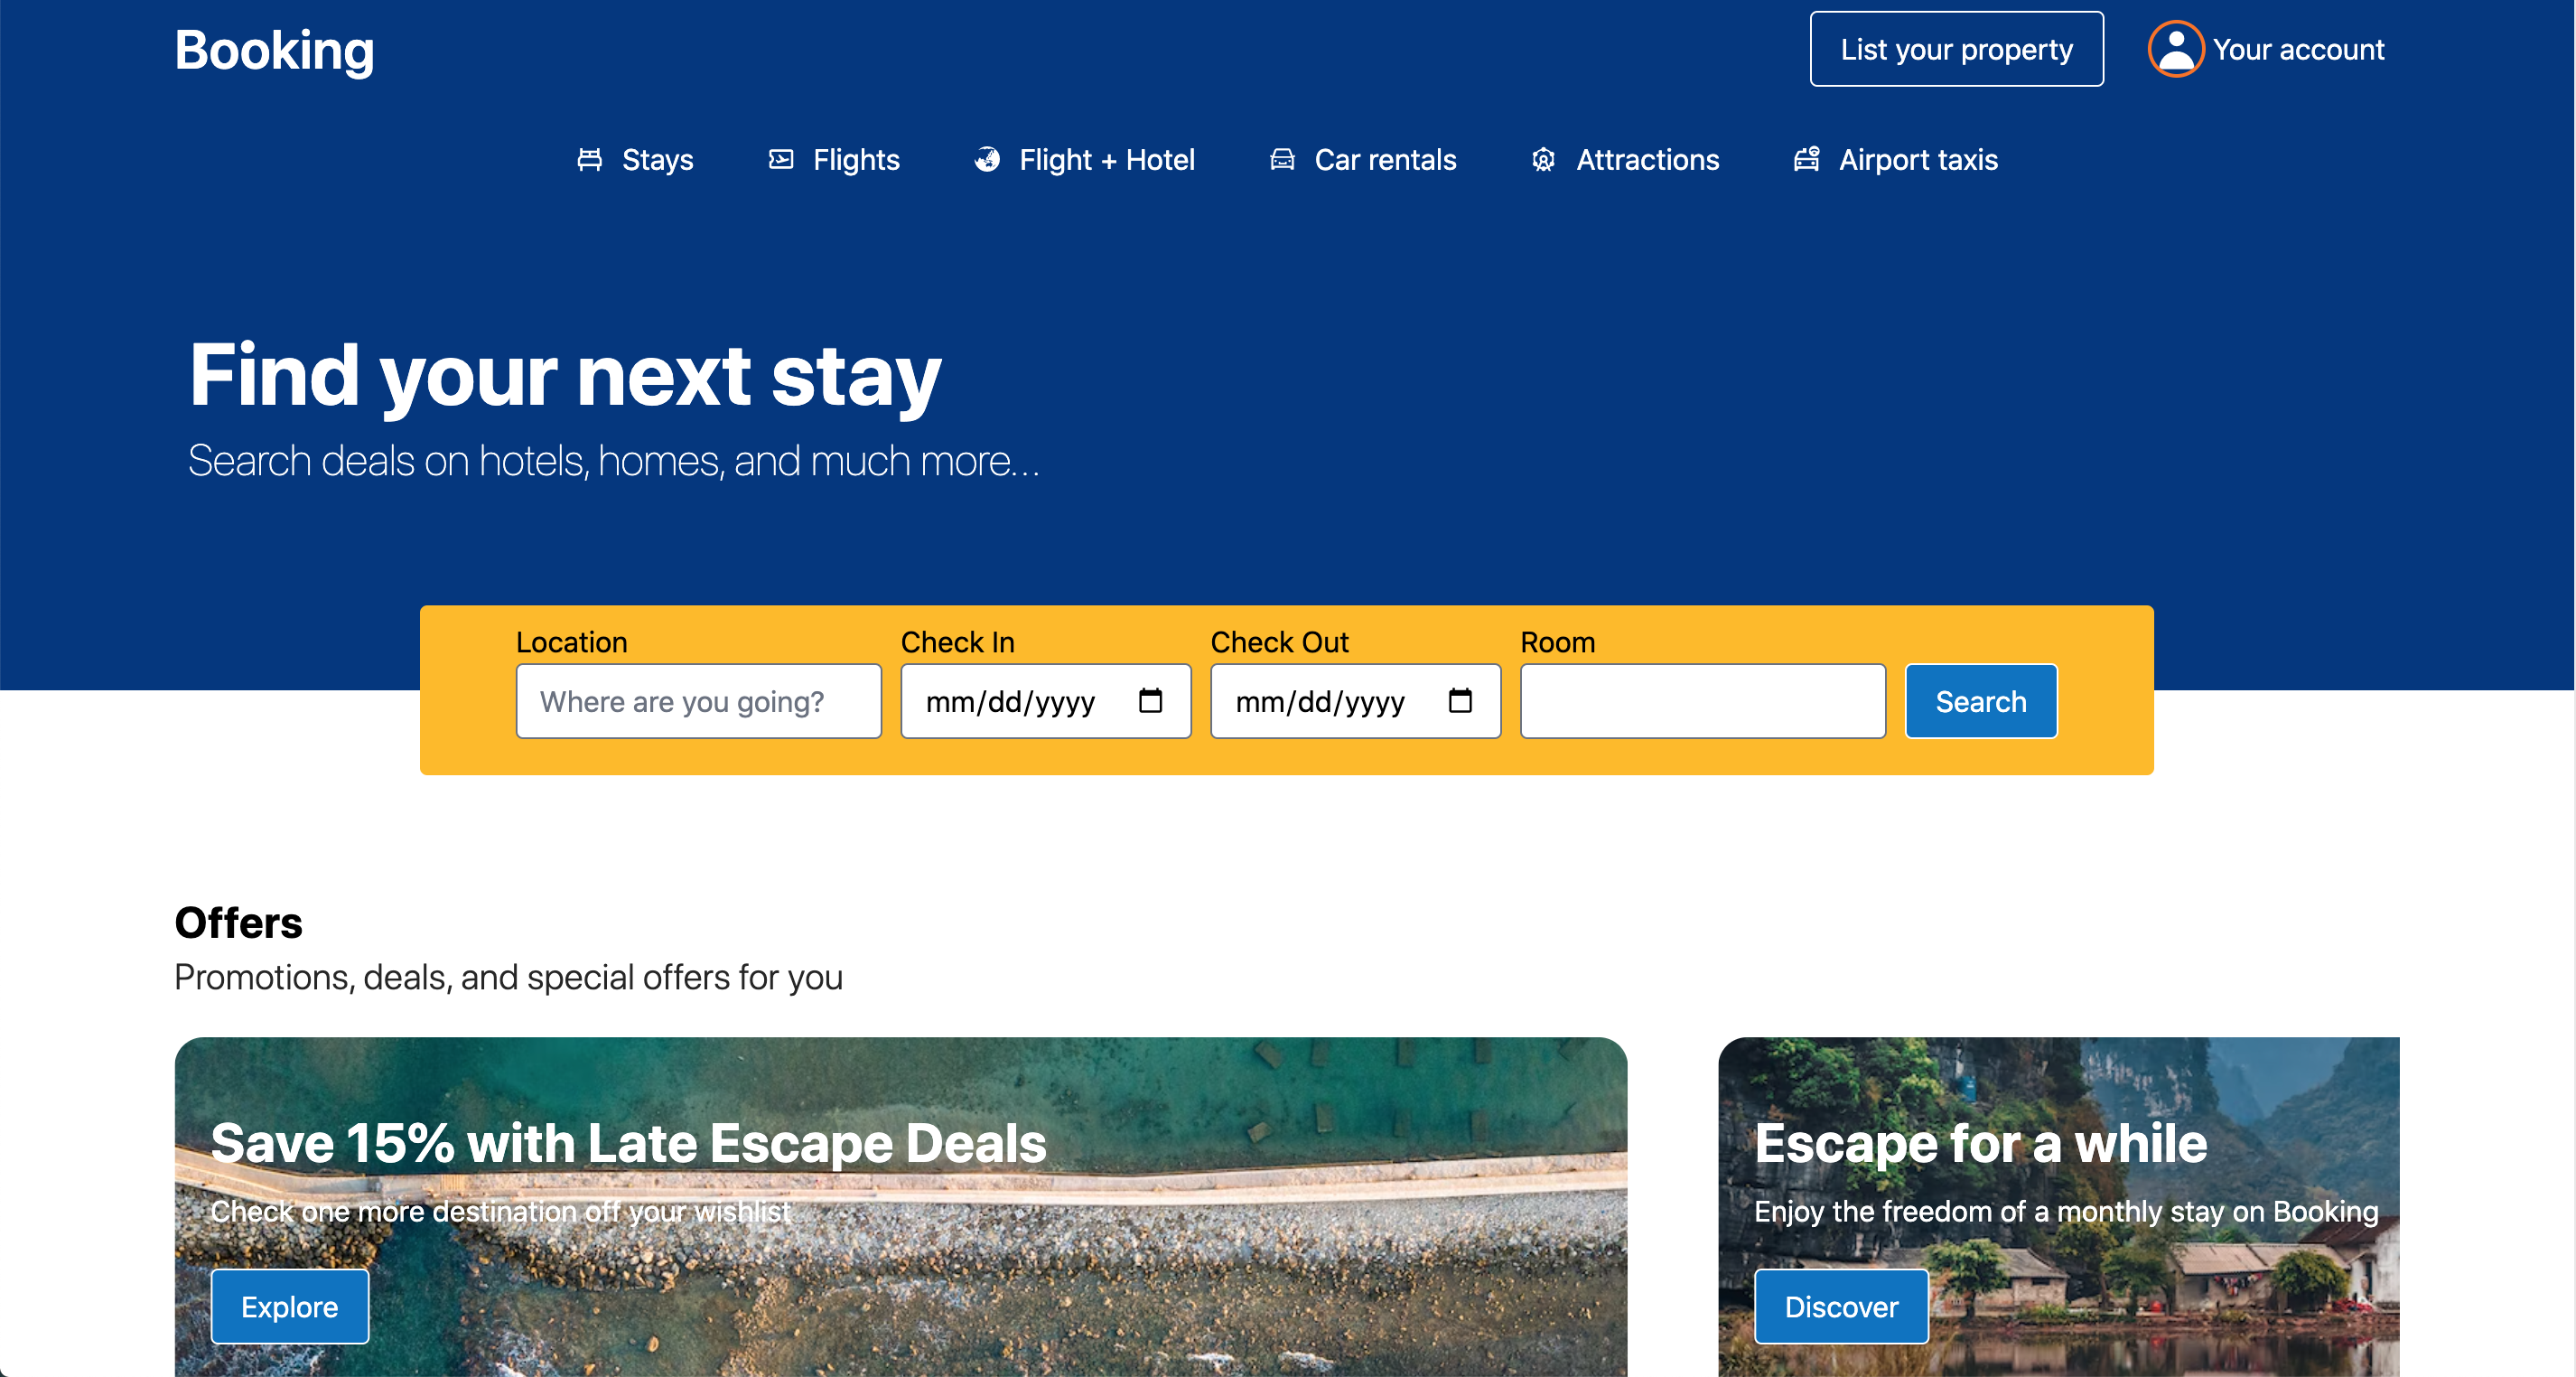 Booking
List your property
Your account
Stays
Flights
Flight + Hotel
Car rentals
Attractions
Airport taxis
Find your next stay
Search deals on hotels, homes, and much more...
Location
Check In
Check Out
Room
Where are you going?
mm/dd/yyyy
mm/dd/yyyy
Search
Offers
Promotions, deals, and special offers for you
Save 15% with Late Escape Deals
Check one more destination off your wishlist
Explore
Escape for a while
Enjoy the freedom of a monthly stay on Booking
Discover